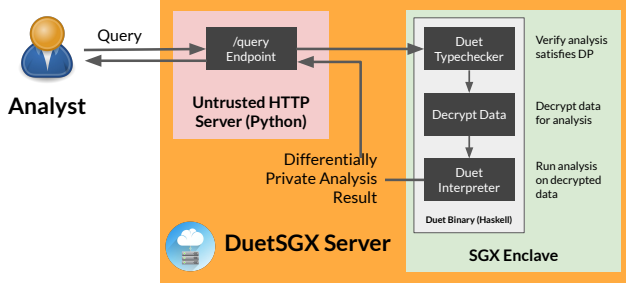 Query
Analyst
/query
Endpoint
Untrusted HTTP
Server (Python)
Differentially
Private Analysis
Result
DuetSGX Server
Duet
Typechecker
Decrypt Data
Duet
Interpreter
Duet Binary (Haskell)
SGX Enclave
Verify analysis
satisfies DP
Decrypt data
for analysis
Run analysis
on decrypted
data